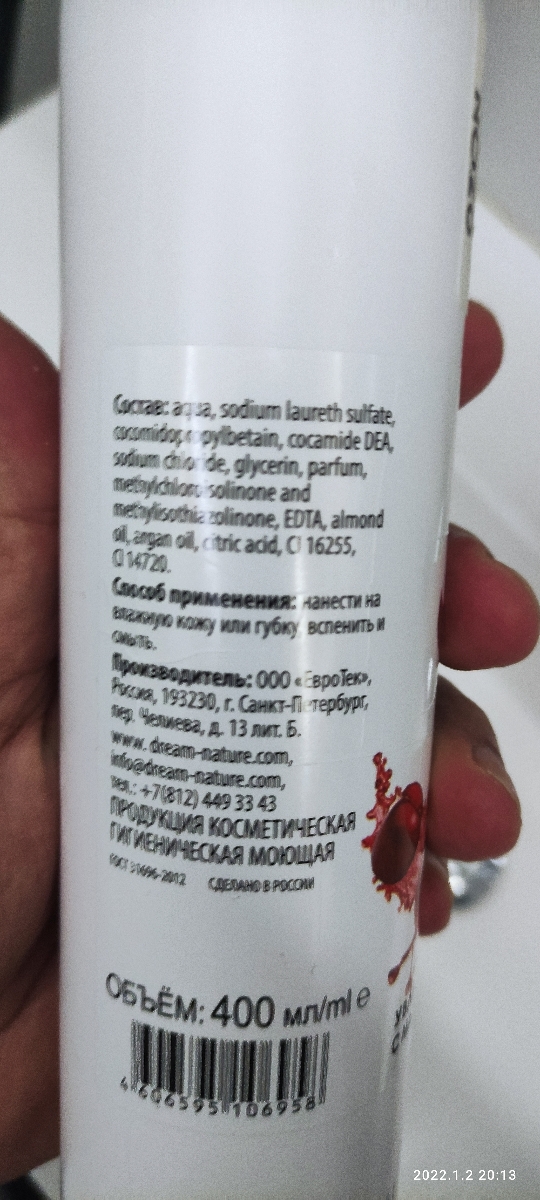 Состав: aqua, sodium laureth sulfate,
cocamide DEA,
sodium chloride, glycerin, parfum,
and
methylisothiazolinone, EDTA, almond
oil, argan oil, citric acid, CI 16255,
CI 14720.
Способ применения: нанести на
влажную кожу или губку, вспенить и
смыть.
Производитель: ООО «ЕвроТек»,
Россия, 193230, г. Санкт-Петербург,
пер. Челиева, д. 13 лит. Б.
www. dream-nature.com,
info@dream-nature.com,
тел.: +7(812) 449 33 43
ПРОДУКЦИЯ КОСМЕТИЧЕСКАЯ
ГИГИЕНИЧЕСКАЯ МОЮЩАЯ
ГОСТ 31696-2012 СДЕЛАНО В РОССИИ
ОБЪЁМ: 400 мл/ml e
4 606595 106958
2022.1.2 20:13